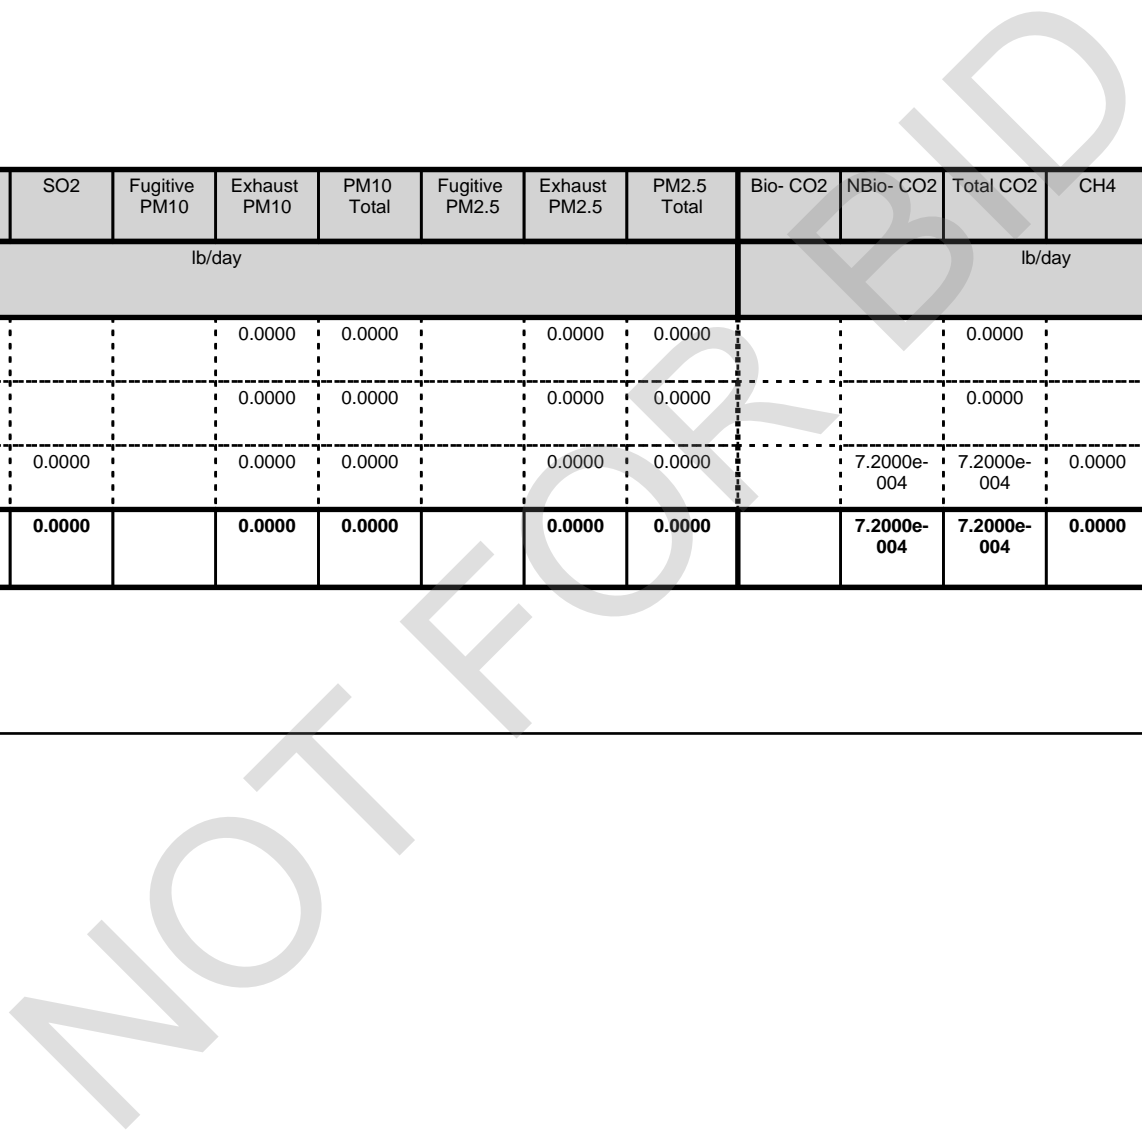 SO2 Fugitive PM10 Exhaust PM10 PM10 Total Fugitive PM2.5 Exhaust PM2.5 PM2.5 Total Bio- CO2 NBio- CO2 Total CO2 CH4
lb/day lb/day
0.0000 0.0000 0.0000 0.0000 0.0000
0.0000 0.0000 0.0000 0.0000 0.0000
0.0000 0.0000 0.0000 0.0000 0.0000 7.2000e-004 7.2000e-004 0.0000
0.0000 0.0000 0.0000 0.0000 0.0000 7.2000e-004 7.2000e-004 0.0000
NOT FOR BID